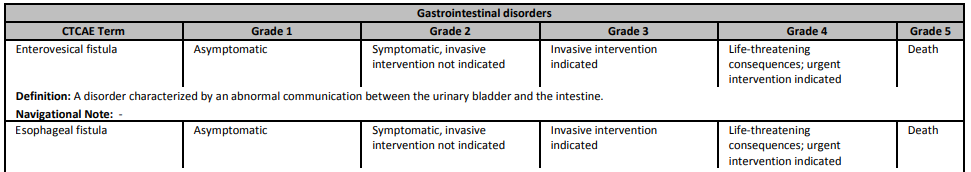 Gastrointestinal disorders
CTCAE Term Grade 1 Grade 2 Grade 3 Grade 4 Grade 5
Enterovesical fistula Asymptomatic Symptomatic, invasive Invasive intervention Life-threatening Death
intervention not indicated indicated consequences; urgent
intervention indicated
Definition: A disorder characterized by an abnormal communication between the urinary bladder and the intestine.
Navigational Note: -
Esophageal fistula Asymptomatic Symptomatic, invasive Invasive intervention Life-threatening Death
intervention not indicated indicated consequences; urgent
intervention indicated